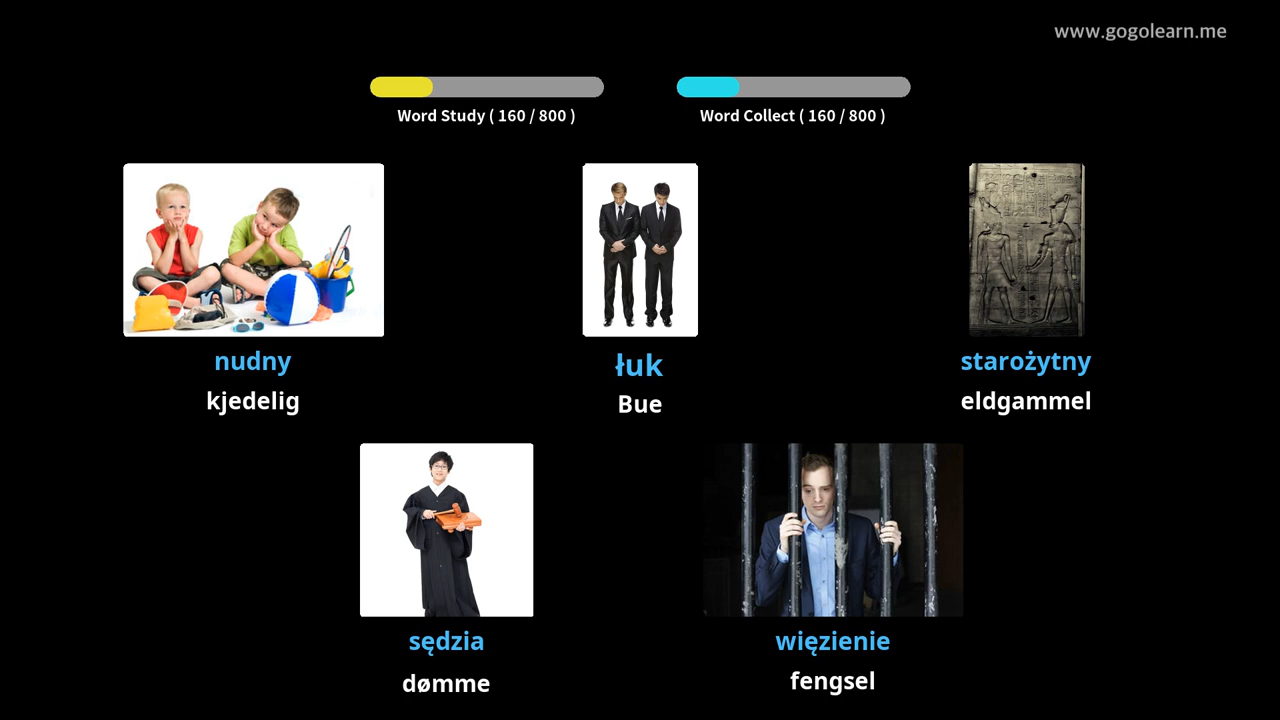 www.gogolearn.me
Word Study ( 160 / 800 )
Word Collect ( 160 / 800 )
nudny
kjedelig
łuk
Bue
starożytny
eldgammel
sędzia
dømme
więzienie
fengsel